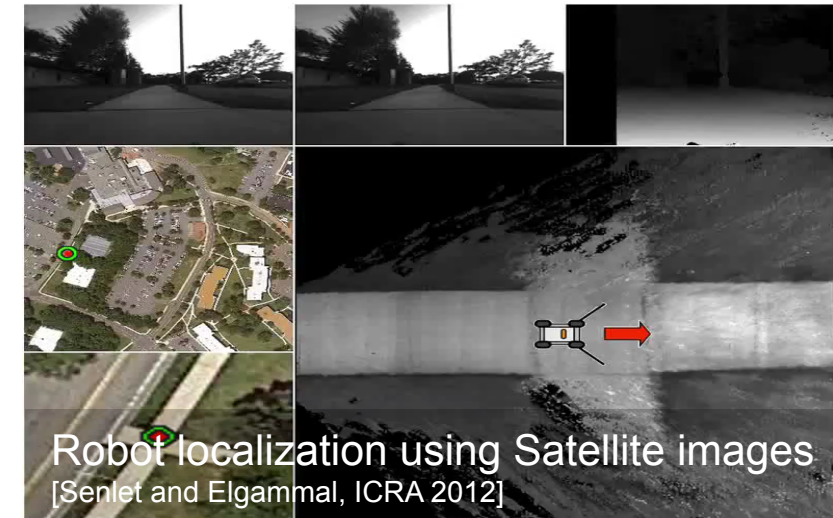 Robot localization using Satellite images
[Senlet and Elgammal, ICRA 2012]